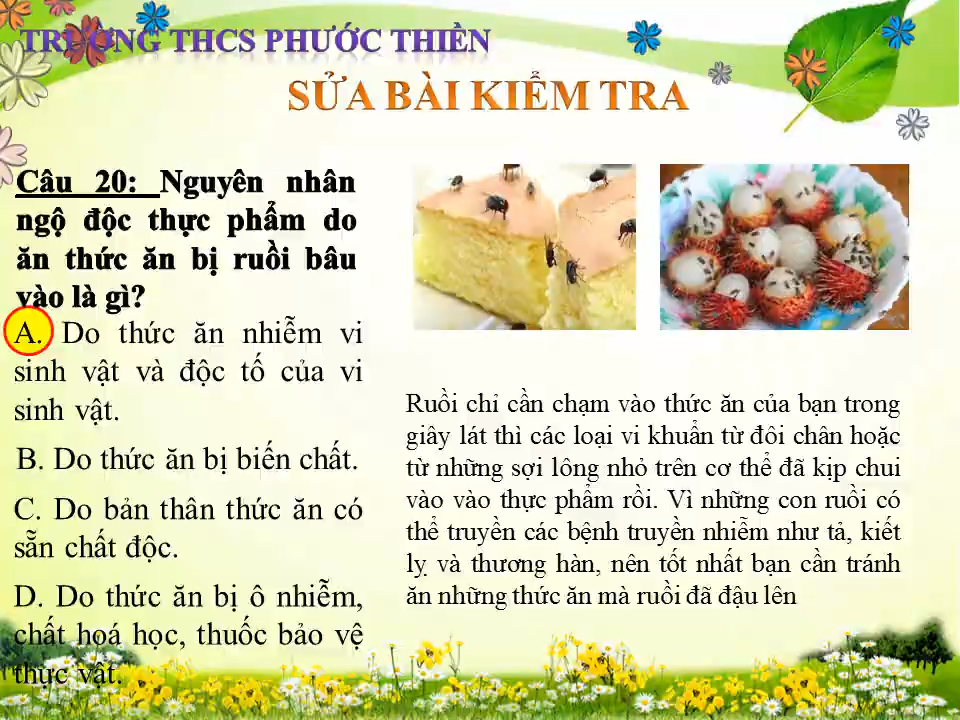 TRƯỜNG THCS PHƯỚC THIỀN
SỬA BÀI KIỂM TRA
Câu 20: Nguyên nhân
ngộ độc thực phẩm do
ăn thức ăn bị ruồi bâu
vào là gì?
A. Do thức ăn nhiễm vi
sinh vật và độc tố của vi
sinh vật.
B. Do thức ăn bị biến chất.
C. Do bản thân thức ăn có
sẵn chất độc.
D. Do thức ăn bị ô nhiễm,
chất hoá học, thuốc bảo vệ
thực vật.
Ruồi chỉ cần chạm vào thức ăn của bạn trong
giây lát thì các loại vi khuẩn từ đôi chân hoặc
từ những sợi lông nhỏ trên cơ thể đã kịp chui
vào vào thực phẩm rồi. Vì những con ruồi có
thể truyền các bệnh truyền nhiễm như tả, kiết
lỵ và thương hàn, nên tốt nhất bạn cần tránh
ăn những thức ăn mà ruồi đã đậu lên